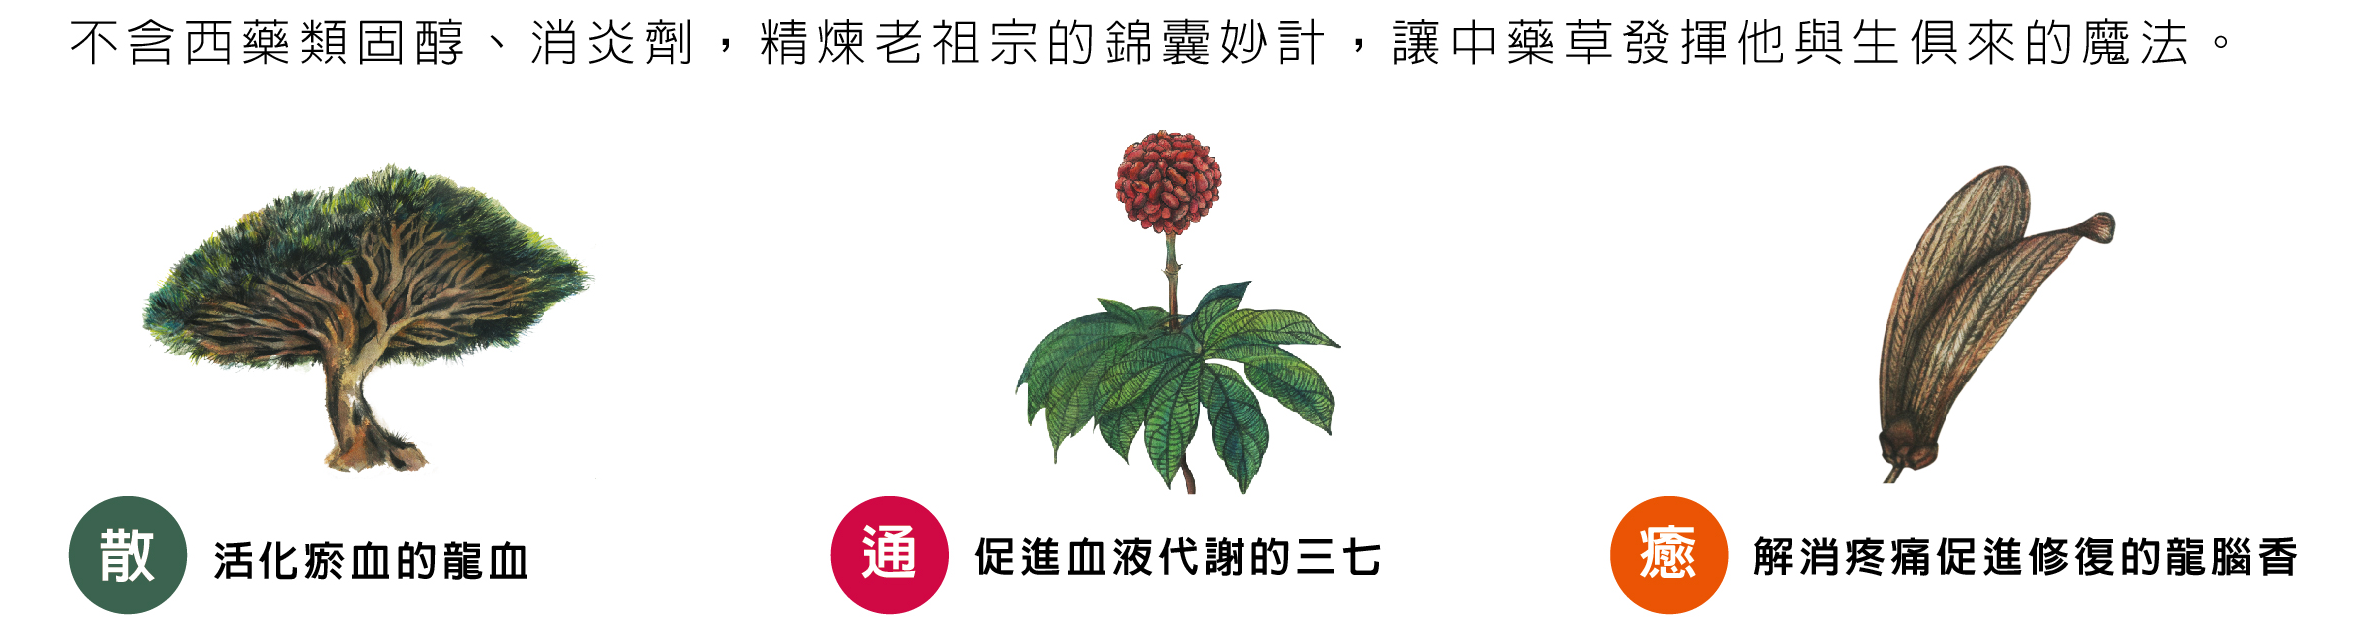 不含西藥類固醇、消炎劑，精煉老祖宗的錦囊妙計，讓中藥草發揮他與生俱來的魔法。
散 活化瘀血的龍血
通 促進血液代謝的三七
癒 解消疼痛促進修復的龍腦香